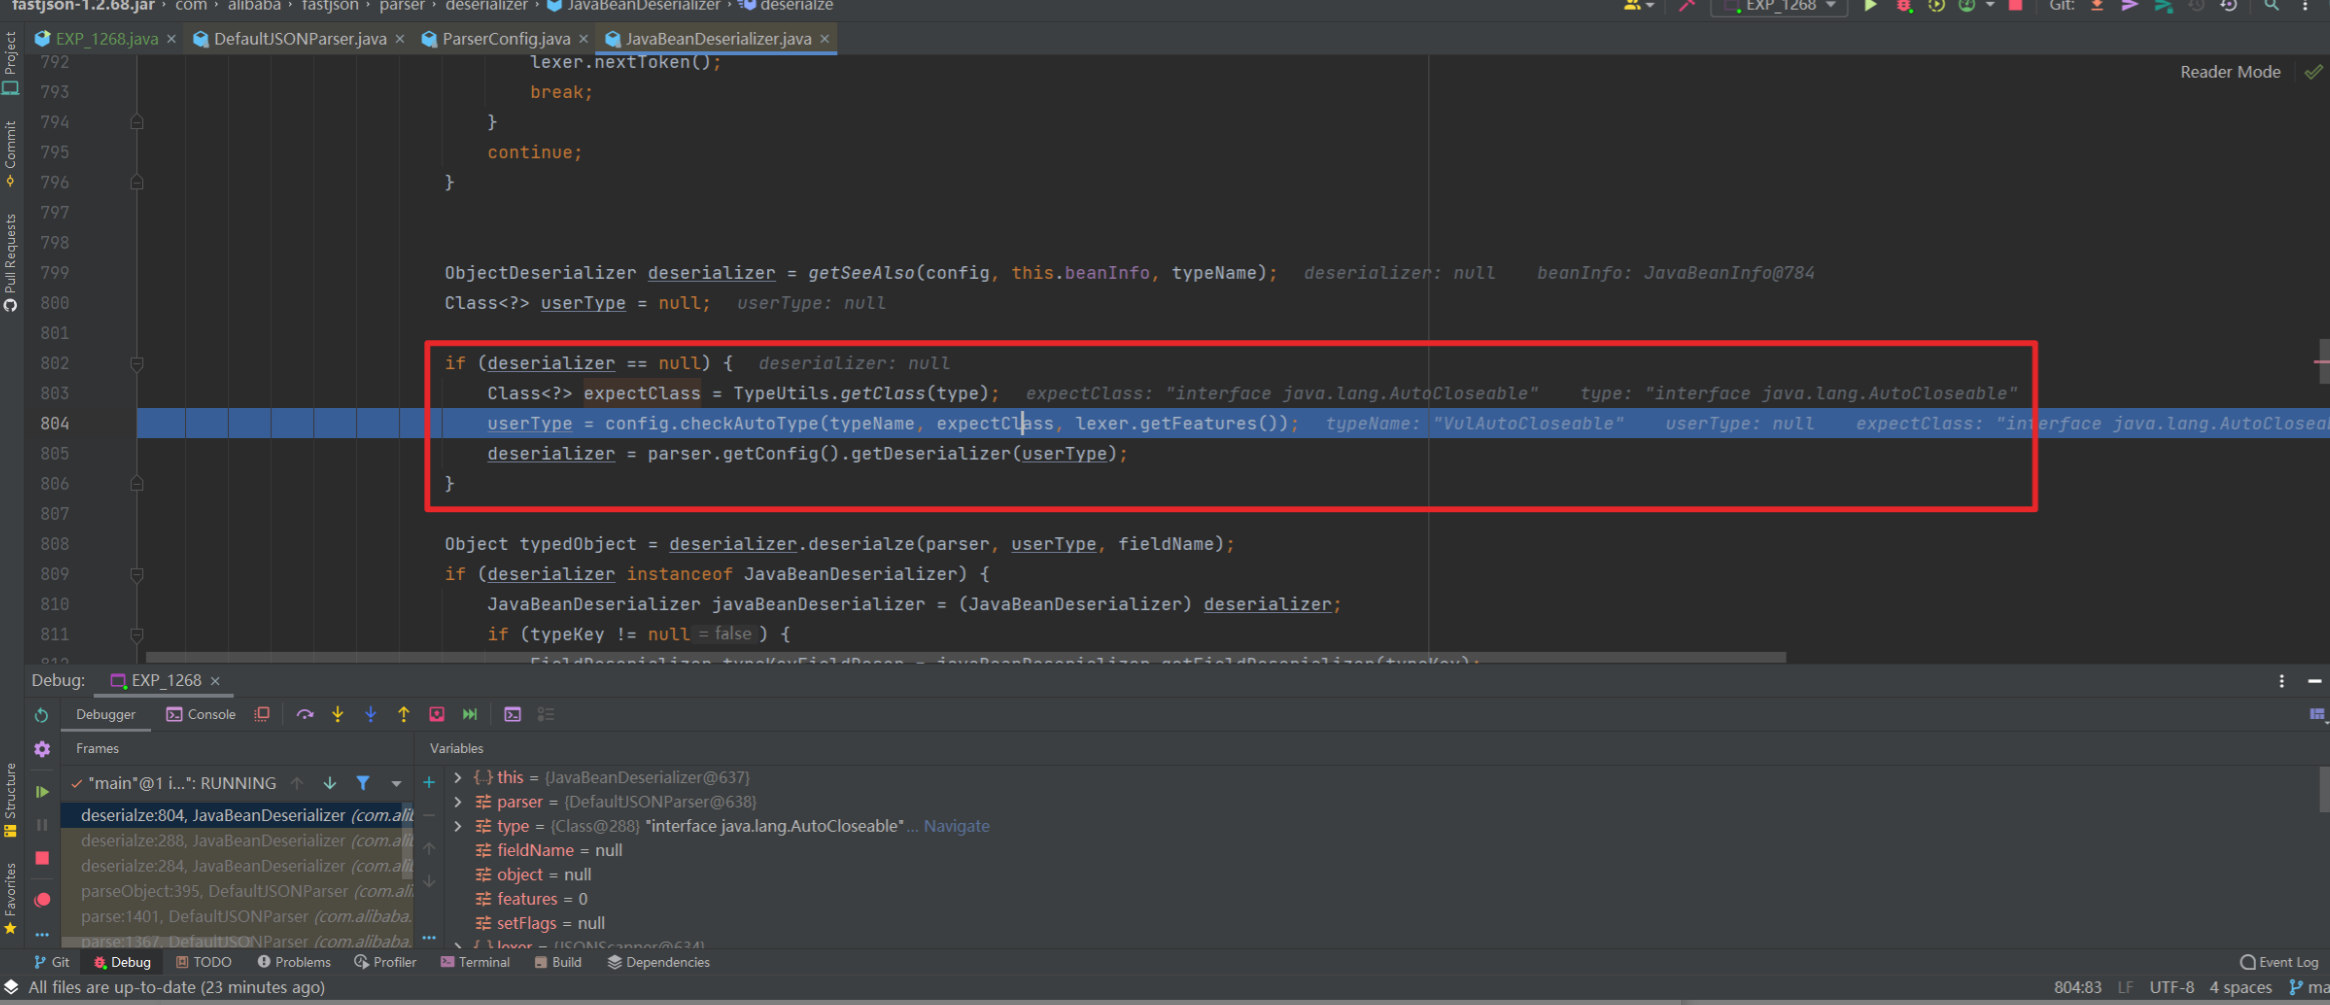 fastjson-1.2.68.jar › com › alibaba › fastjson › parser › deserializer › JavaBeanDeserializer › deserialze
EXP_1268
Git:
Project
Commit
Pull Requests
Structure
Favorites
EXP_1268.java × DefaultJSONParser.java × ParserConfig.java × JavaBeanDeserializer.java ×
Reader Mode
792 lexer.nextToken();
793 break;
794 }
795 continue;
796 }
797
798
799 ObjectDeserializer deserializer = getSeeAlso(config, this.beanInfo, typeName); deserializer: null beanInfo: JavaBeanInfo@784
800 Class<?> userType = null; userType: null
801
802 if (deserializer == null) { deserializer: null
803 Class<?> expectClass = TypeUtils.getClass(type); expectClass: "interface java.lang.AutoCloseable" type: "interface java.lang.AutoCloseable"
804 userType = config.checkAutoType(typeName, expectClass, lexer.getFeatures()); typeName: "VulAutoCloseable" userType: null expectClass: "interface java.lang.AutoCloseab
805 deserializer = parser.getConfig().getDeserializer(userType);
806 }
807
808 Object typedObject = deserializer.deserialze(parser, userType, fieldName);
809 if (deserializer instanceof JavaBeanDeserializer) {
810 JavaBeanDeserializer javaBeanDeserializer = (JavaBeanDeserializer) deserializer;
811 if (typeKey != null = false ) {
Debug: EXP_1268 ×
Debugger Console
Frames
Variables
"main"@1 i...": RUNNING
deserialze:804, JavaBeanDeserializer (com.ali
deserialze:288, JavaBeanDeserializer (com.ali
deserialze:284, JavaBeanDeserializer (com.ali
parseObject:395, DefaultJSONParser (com.ali
parse:1401, DefaultJSONParser (com.alibaba.
parse:1367, DefaultJSONParser (com.alibaba.
this = {JavaBeanDeserializer@637}
parser = {DefaultJSONParser@638}
type = {Class@288} "interface java.lang.AutoCloseable"... Navigate
fieldName = null
object = null
features = 0
setFlags = null
lexer = {JSONScanner@634}
Git Debug TODO Problems Profiler Terminal Build Dependencies Event Log
All files are up-to-date (23 minutes ago) 804:83 LF UTF-8 4 spaces ma